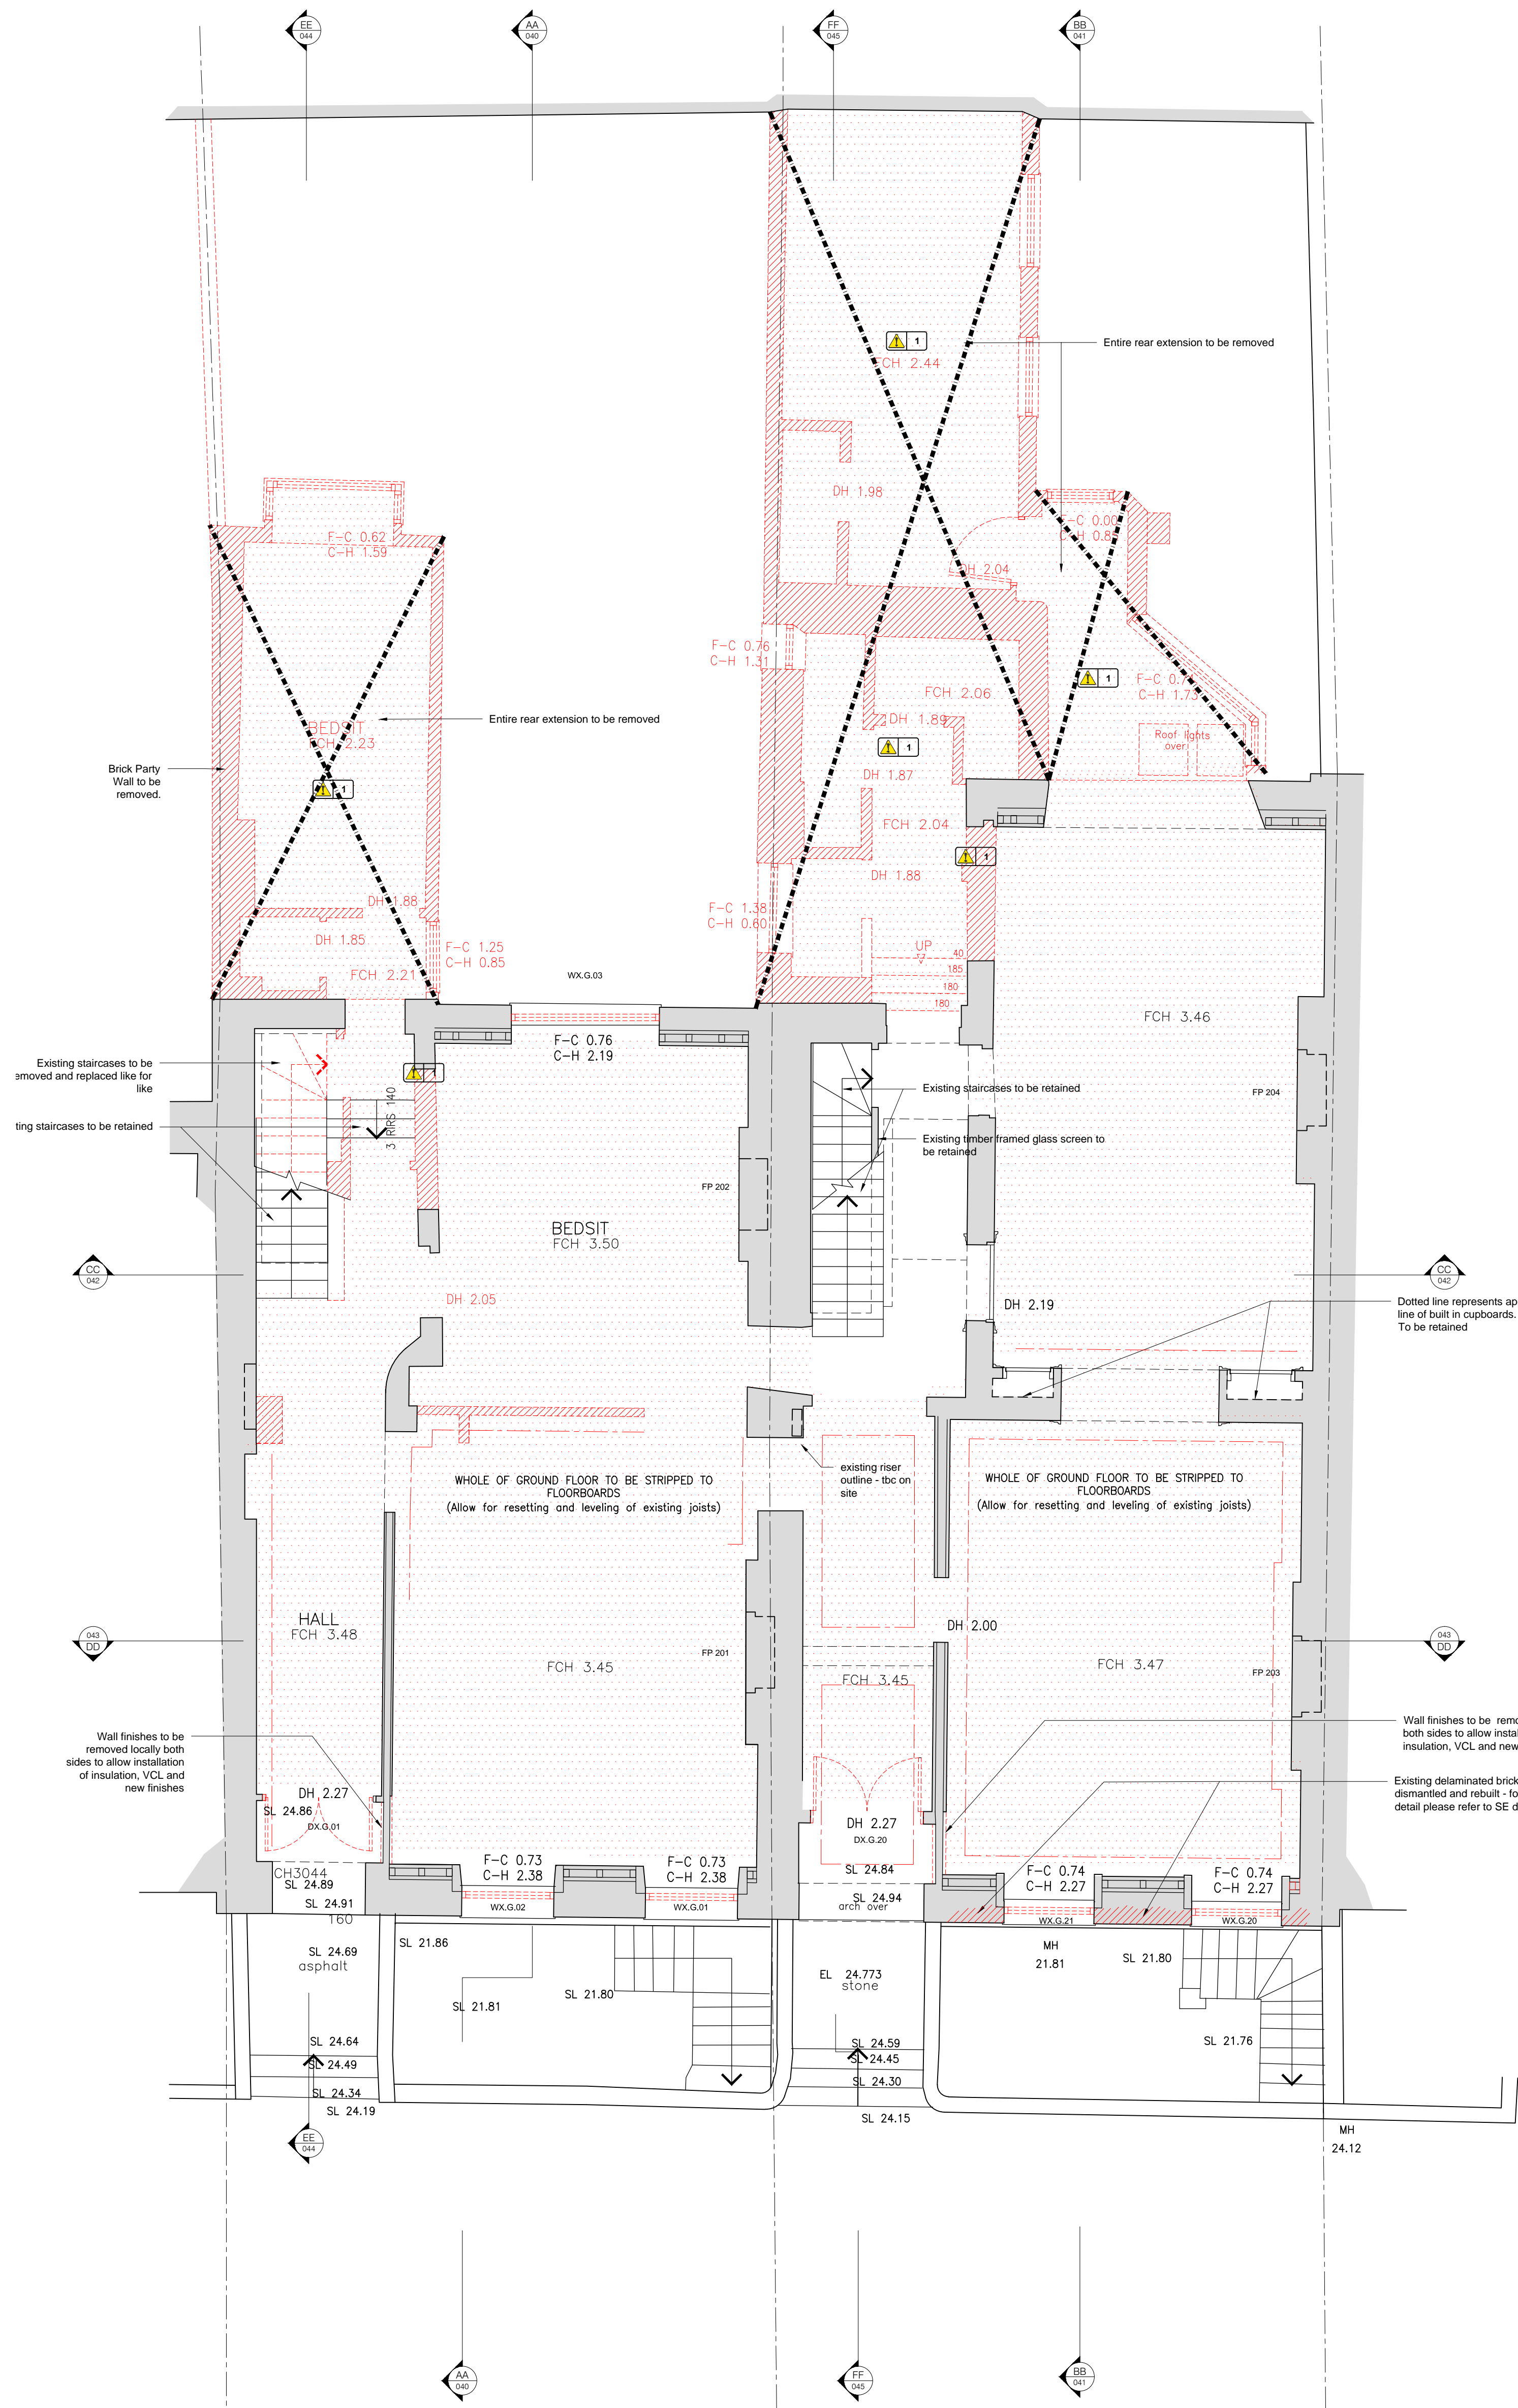 EE
044
AA
040
FF
045
BB
041
Entire rear extension to be removed
1
FCH 2.44
DH 1.98
F-C 0.00
DH 2.04
F-C 0.62
C-H 1.59
F-C 0.76
C-H 1.31
1
C-H 1.73
FCH 2.06
DH 1.89
1
Roof lights
over
DH 1.87
Entire rear extension to be removed
BEDSIT
FCH 2.23
1
Brick Party
Wall to be
removed.
FCH 2.04
1
DH 1.88
DH 1.88
F-C 1.38
C-H 0.60
DH 1.85
F-C 1.25
C-H 0.85
FCH 2.21
UP
40
185
180
180
WX.G.03
FCH 3.46
F-C 0.76
C-H 2.19
Existing staircases to be
emoved and replaced like for
like
Existing staircases to be retained
FP 204
3 RIRS 140
ting staircases to be retained
Existing timber framed glass screen to
be retained
FP 202
BEDSIT
FCH 3.50
CC
042
CC
042
DH 2.05
DH 2.19
Dotted line represents ap
line of built in cupboards.
To be retained
existing riser
outline - tbc on
site
WHOLE OF GROUND FLOOR TO BE STRIPPED TO
FLOORBOARDS
(Allow for resetting and leveling of existing joists)
WHOLE OF GROUND FLOOR TO BE STRIPPED TO
FLOORBOARDS
(Allow for resetting and leveling of existing joists)
HALL
FCH 3.48
DH 2.00
043
DD
043
DD
FCH 3.45
FP 201
FCH 3.45
FCH 3.47
FP 203
Wall finishes to be
removed locally both
sides to allow installation
of insulation, VCL and
new finishes
Wall finishes to be remo
both sides to allow instal
insulation, VCL and new
Existing delaminated brick
dismantled and rebuilt - fo
detail please refer to SE d
DH 2.27
SL 24.86
DX.G.01
DH 2.27
DX.G.20
CH3044
SL 24.89
SL 24.91
160
F-C 0.73
C-H 2.38
F-C 0.73
C-H 2.38
SL 24.84
SL 24.94
arch over
F-C 0.74
C-H 2.27
F-C 0.74
C-H 2.27
WX.G.02
WX.G.01
WX.G.21
WX.G.20
SL 24.69
asphalt
SL 21.86
MH
21.81
SL 21.80
EL 24.773
stone
SL 21.81
SL 21.80
SL 21.76
SL 24.64
SL 24.49
SL 24.34
SL 24.19
SL 24.59
SL 24.45
SL 24.30
SL 24.15
MH
24.12
EE
044
AA
040
FF
045
BB
041